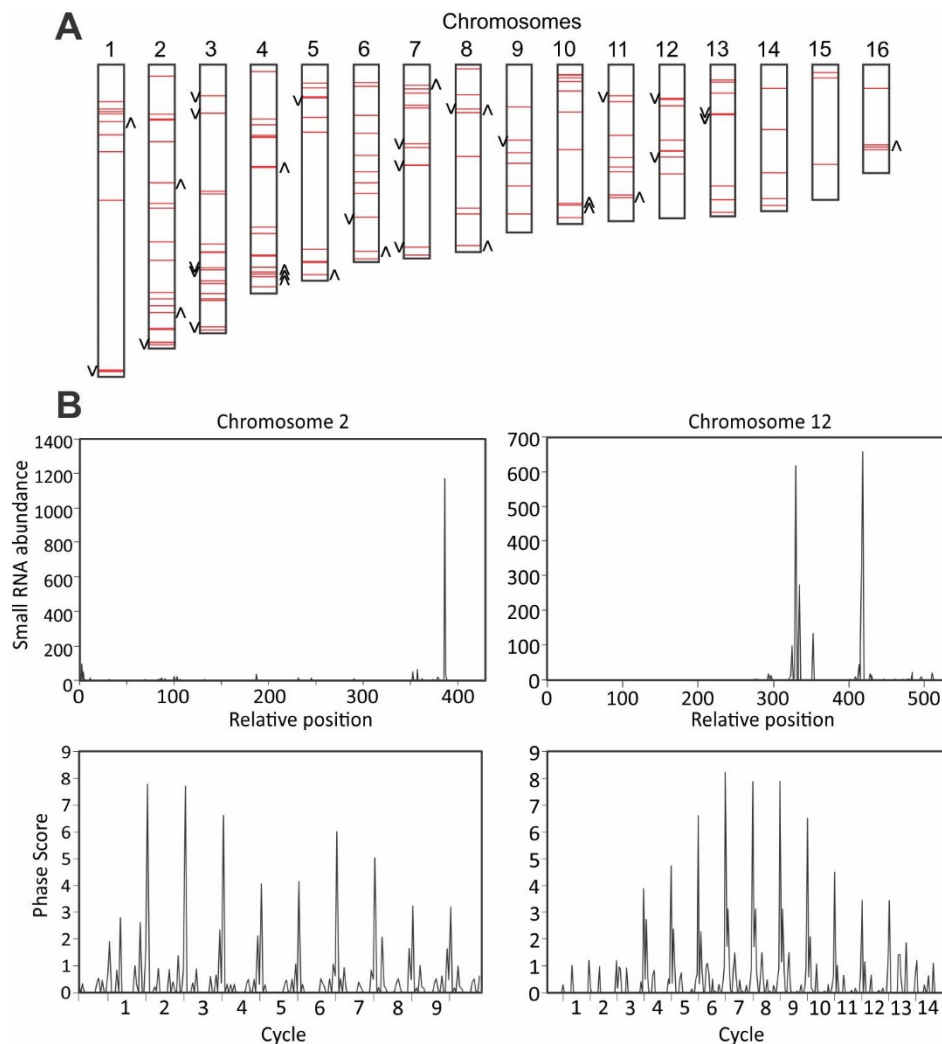 A
Chromosomes
1 2 3 4 5 6 7 8 9 10 11 12 13 14 15 16
B
Chromosome 2
Chromosome 12
Small RNA abundance
1400
1200
1000
800
600
400
200
0
0 100 200 300 400
Relative position
700
600
500
400
300
200
100
0
0 100 200 300 400 500
Relative position
Phase Score
9
8
7
6
5
4
3
2
1
0
1 2 3 4 5 6 7 8 9
Cycle
9
8
7
6
5
4
3
2
1
0
1 2 3 4 5 6 7 8 9 10 11 12 13 14
Cycle